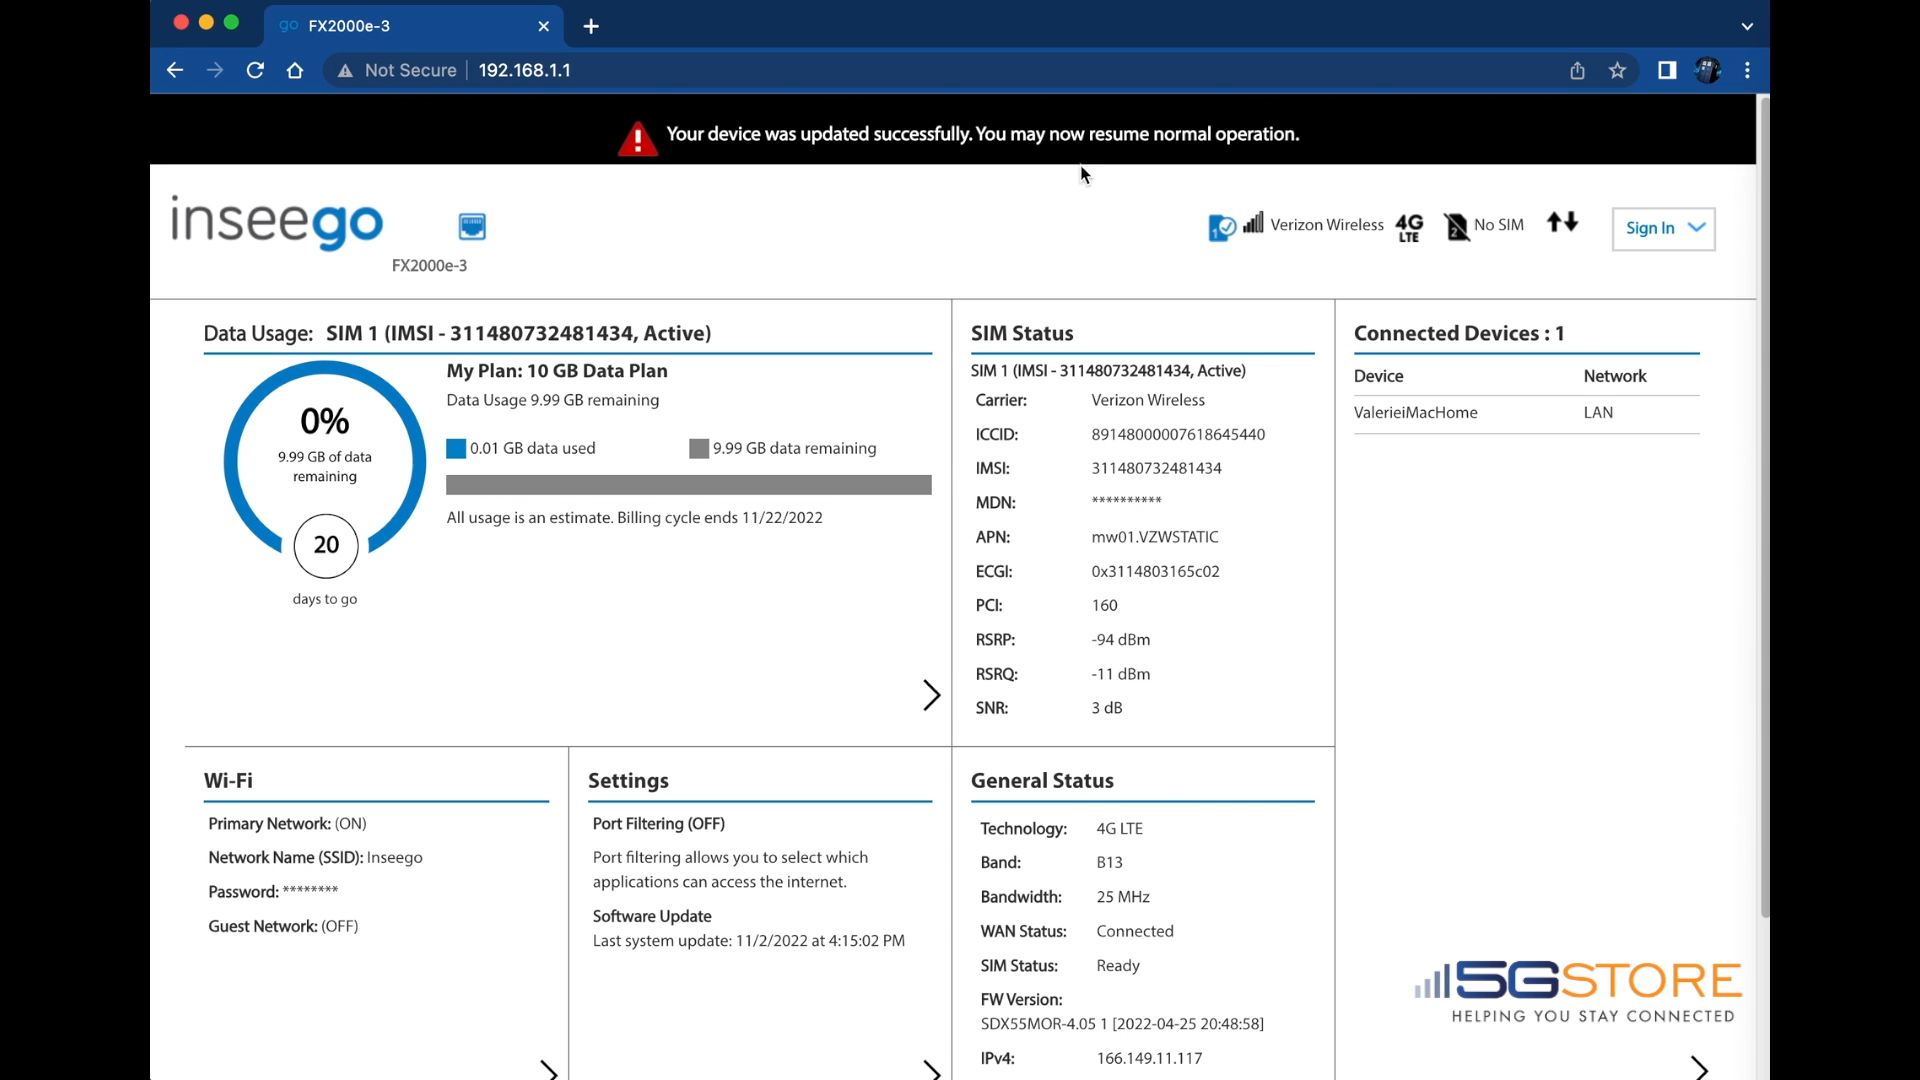 go FX2000e-3
Not Secure 192.168.1.1
Your device was updated successfully. You may now resume normal operation.
inseego
FX2000e-3
1
Verizon Wireless
4G
LTE
2
No SIM
Sign In
Data Usage: SIM 1 (IMSI - 311480732481434, Active)
0%
9.99 GB of data
remaining
20
days to go
My Plan: 10 GB Data Plan
Data Usage 9.99 GB remaining
0.01 GB data used
9.99 GB data remaining
All usage is an estimate. Billing cycle ends 11/22/2022
SIM Status
SIM 1 (IMSI - 311480732481434, Active)
Carrier: Verizon Wireless
ICCID: 89148000007618645440
IMSI: 311480732481434
MDN: **********
APN: mw01.VZWSTATIC
ECGI: 0x3114803165c02
PCI: 160
RSRP: -94 dBm
RSRQ: -11 dBm
SNR: 3 dB
Connected Devices : 1
Device Network
ValerieiMacHome LAN
Wi-Fi
Primary Network: (ON)
Network Name (SSID): Inseego
Password: ********
Guest Network: (OFF)
Settings
Port Filtering (OFF)
Port filtering allows you to select which
applications can access the internet.
Software Update
Last system update: 11/2/2022 at 4:15:02 PM
General Status
Technology: 4G LTE
Band: B13
Bandwidth: 25 MHz
WAN Status: Connected
SIM Status: Ready
FW Version:
SDX55MOR-4.05 1 [2022-04-25 20:48:58]
IPv4: 166.149.11.117
5GSTORE
HELPING YOU STAY CONNECTED